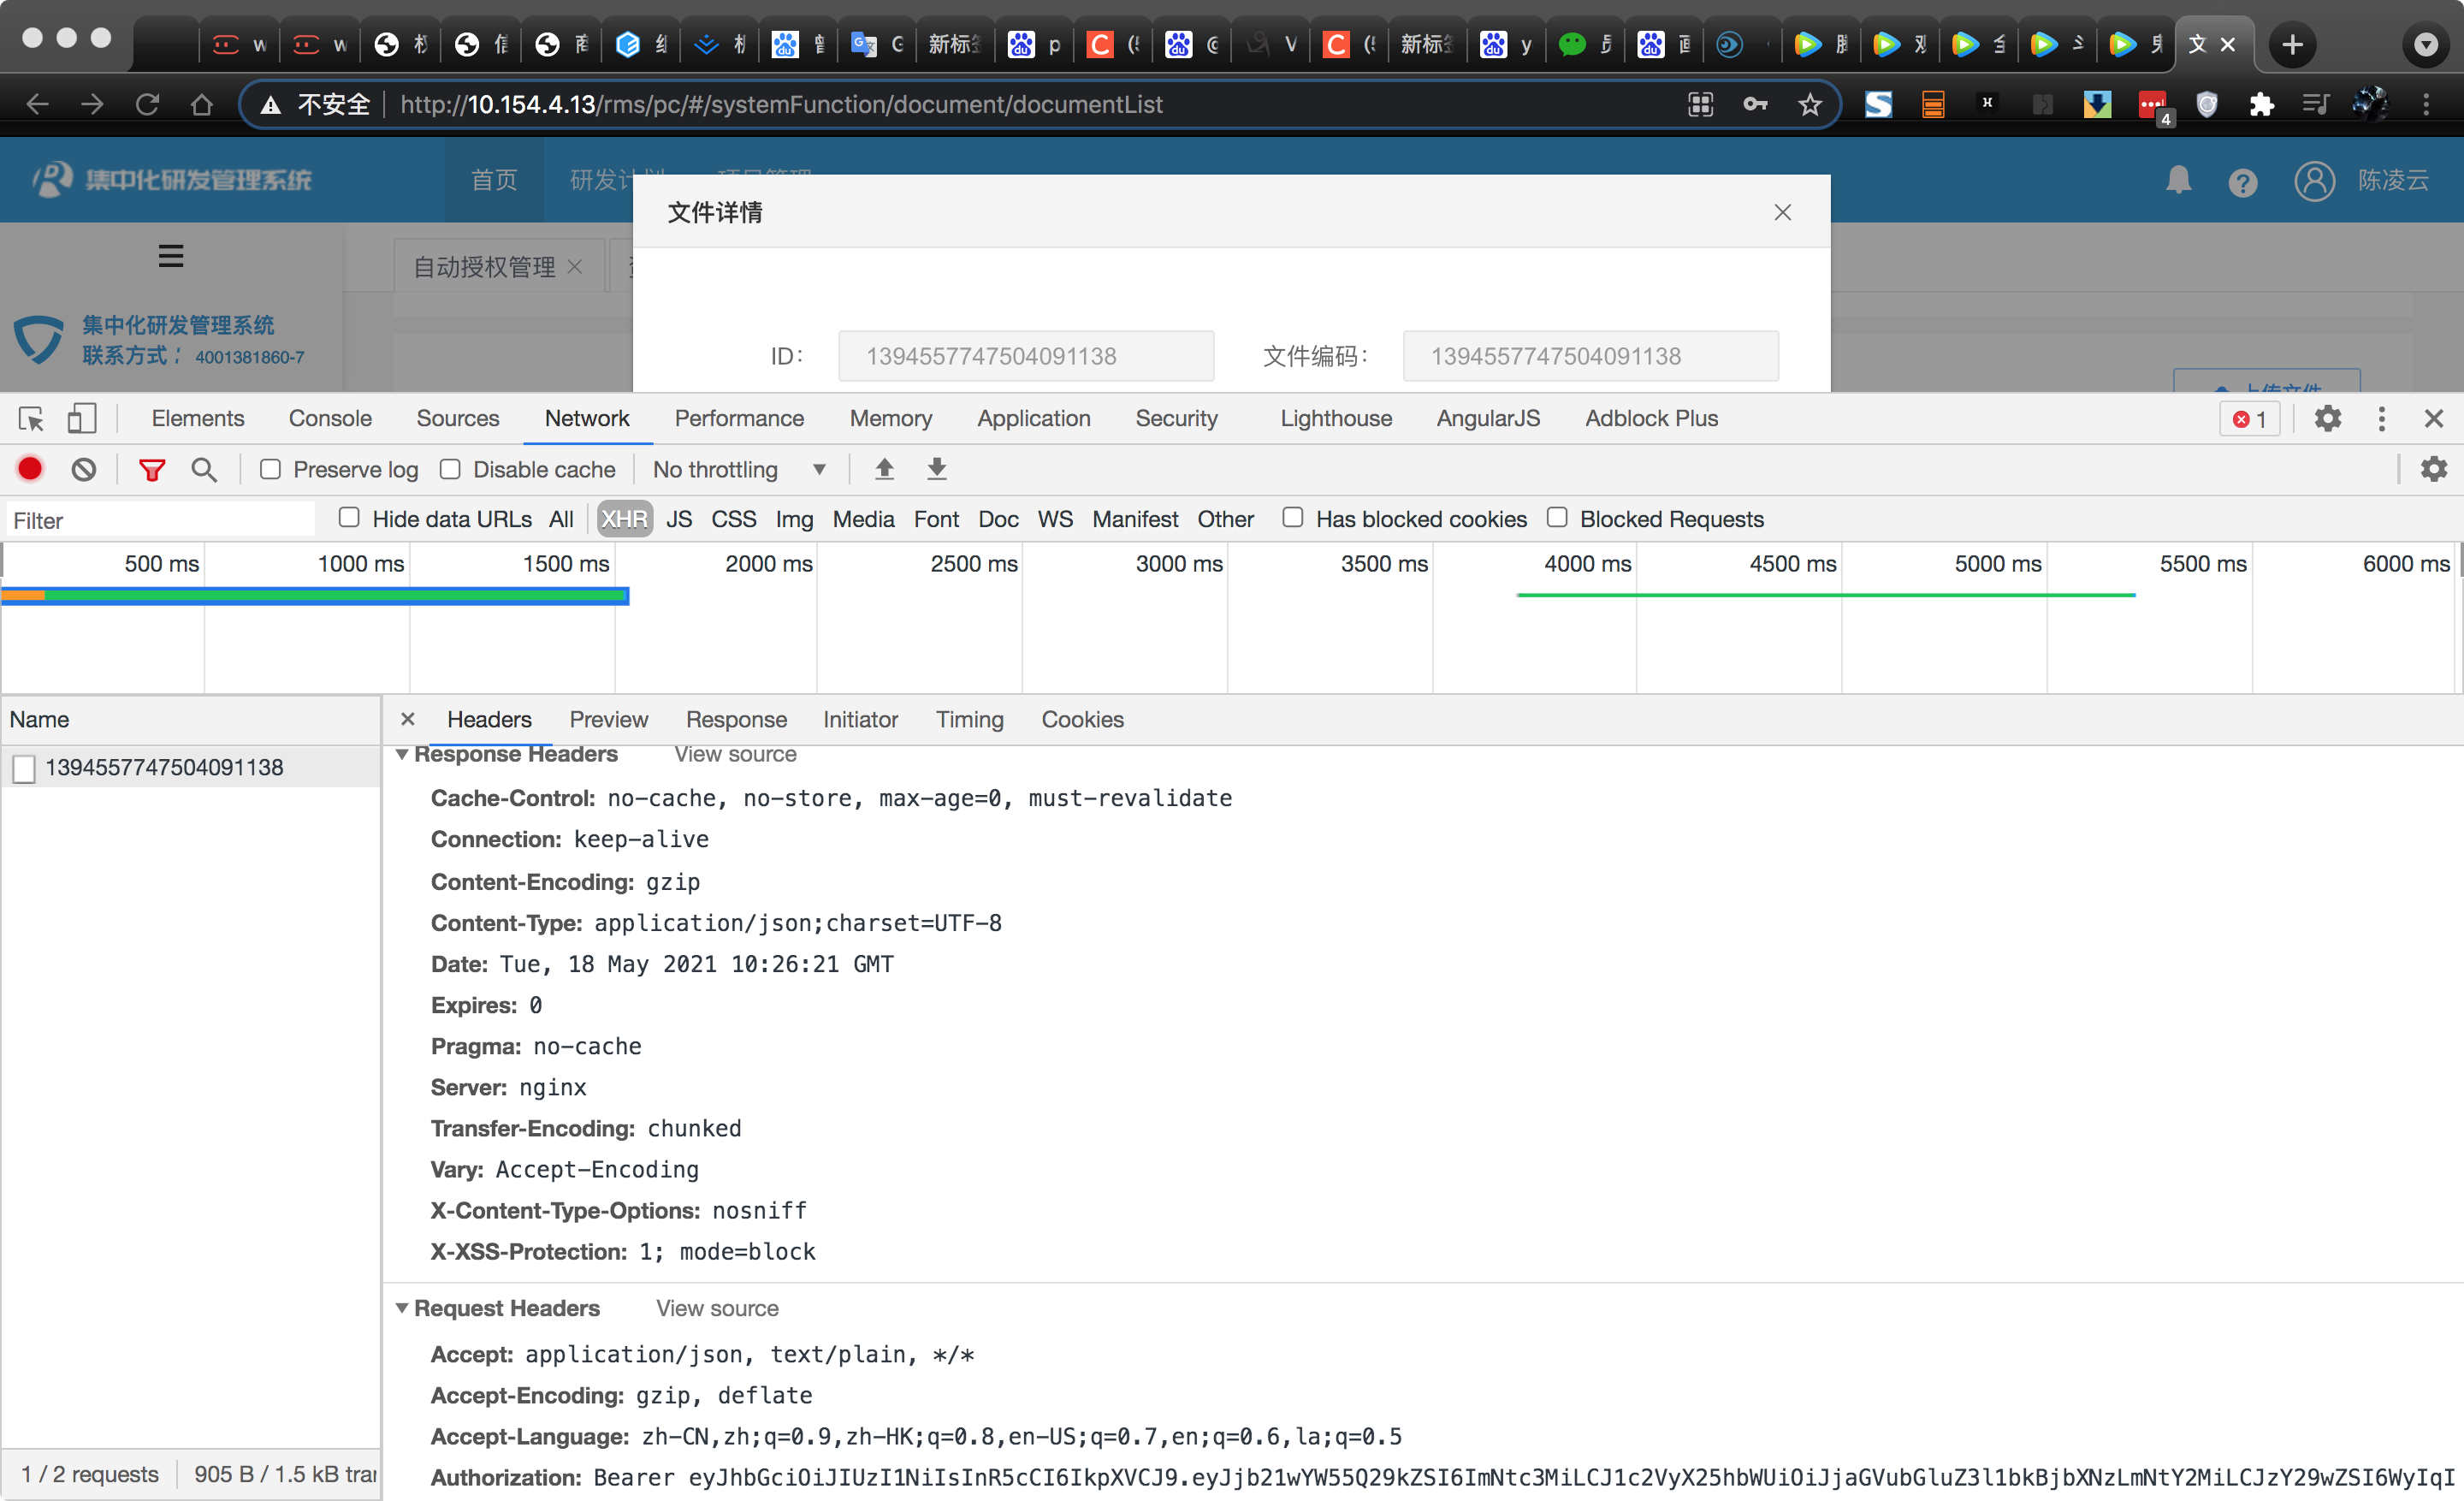 新标
新标
文
不安全
http://10.154.4.13/rms/pc/#/systemFunction/document/documentList
4
集中化研发管理系统
首页
研发计划
项目管理
陈凌云
文件详情
自动授权管理
集中化研发管理系统
联系方式: 4001381860-7
ID:
1394557747504091138
文件编码:
1394557747504091138
上传文件
Elements Console Sources Network Performance Memory Application Security Lighthouse AngularJS Adblock Plus
1
Preserve log Disable cache No throttling
Filter
Hide data URLs All XHR JS CSS Img Media Font Doc WS Manifest Other Has blocked cookies Blocked Requests
500 ms 1000 ms 1500 ms 2000 ms 2500 ms 3000 ms 3500 ms 4000 ms 4500 ms 5000 ms 5500 ms 6000 ms
Name
1394557747504091138
Headers Preview Response Initiator Timing Cookies
Response Headers View source
Cache-Control: no-cache, no-store, max-age=0, must-revalidate
Connection: keep-alive
Content-Encoding: gzip
Content-Type: application/json;charset=UTF-8
Date: Tue, 18 May 2021 10:26:21 GMT
Expires: 0
Pragma: no-cache
Server: nginx
Transfer-Encoding: chunked
Vary: Accept-Encoding
X-Content-Type-Options: nosniff
X-XSS-Protection: 1; mode=block
Request Headers View source
Accept: application/json, text/plain, */*
Accept-Encoding: gzip, deflate
Accept-Language: zh-CN,zh;q=0.9,zh-HK;q=0.8,en-US;q=0.7,en;q=0.6,la;q=0.5
Authorization: Bearer eyJhbGciOiJIUzI1NiIsInR5cCI6IkpXVCJ9.eyJjb21wYW55Q29kZSI6ImNtc3MiLCJ1c2VyX25hbWUiOiJjaGVubGluZ3l1bkBjbXNzLmNtY2MiLCJzY29wZSI6WyIqI
1 / 2 requests
905 B / 1.5 kB tra